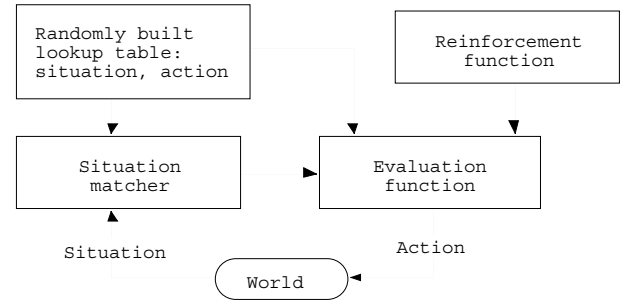 Randomly built
lookup table:
situation, action
Reinforcement
function
Situation
matcher
Evaluation
function
Situation
Action
World